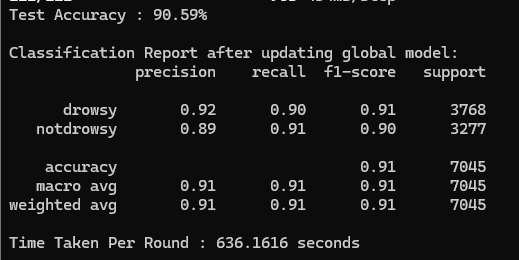 Test Accuracy : 90.59%
Classification Report after updating global model:
precision recall f1-score support
drowsy 0.92 0.90 0.91 3768
notdrowsy 0.89 0.91 0.90 3277
accuracy 0.91 7045
macro avg 0.91 0.91 0.91 7045
weighted avg 0.91 0.91 0.91 7045
Time Taken Per Round : 636.1616 seconds